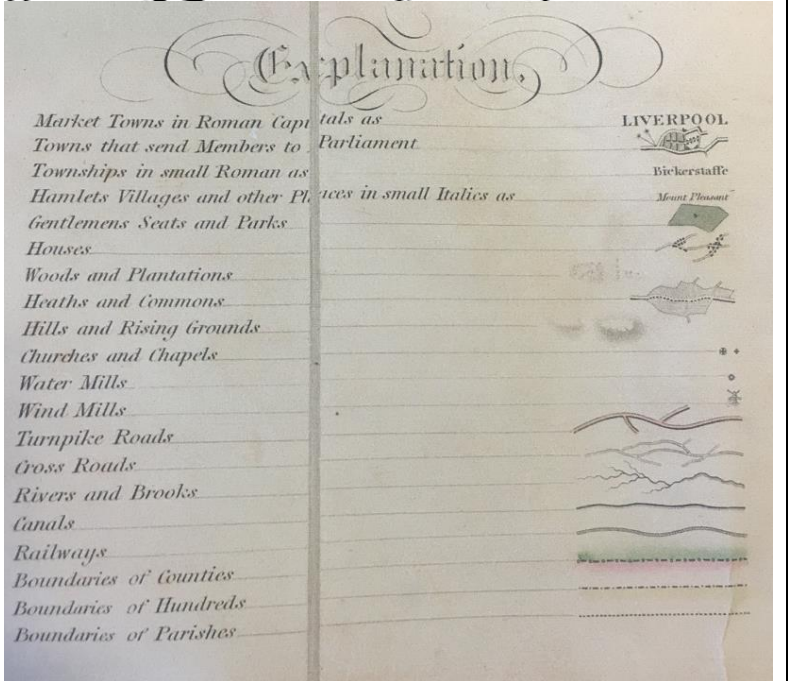 Explanation,
Market Towns in Roman Capitals as LIVERPOOL
Towns that send Members to Parliament
Townships in small Roman as Bickerstaffe
Hamlets Villages and other Places in small Italics as Mount Pleasant
Gentlemens Seats and Parks
Houses
Woods and Plantations
Heaths and Commons
Hills and Rising Grounds
Churches and Chapels
Water Mills
Wind Mills
Turnpike Roads
Cross Roads
Rivers and Brooks
Canals
Railways
Boundaries of Counties
Boundaries of Hundreds
Boundaries of Parishes